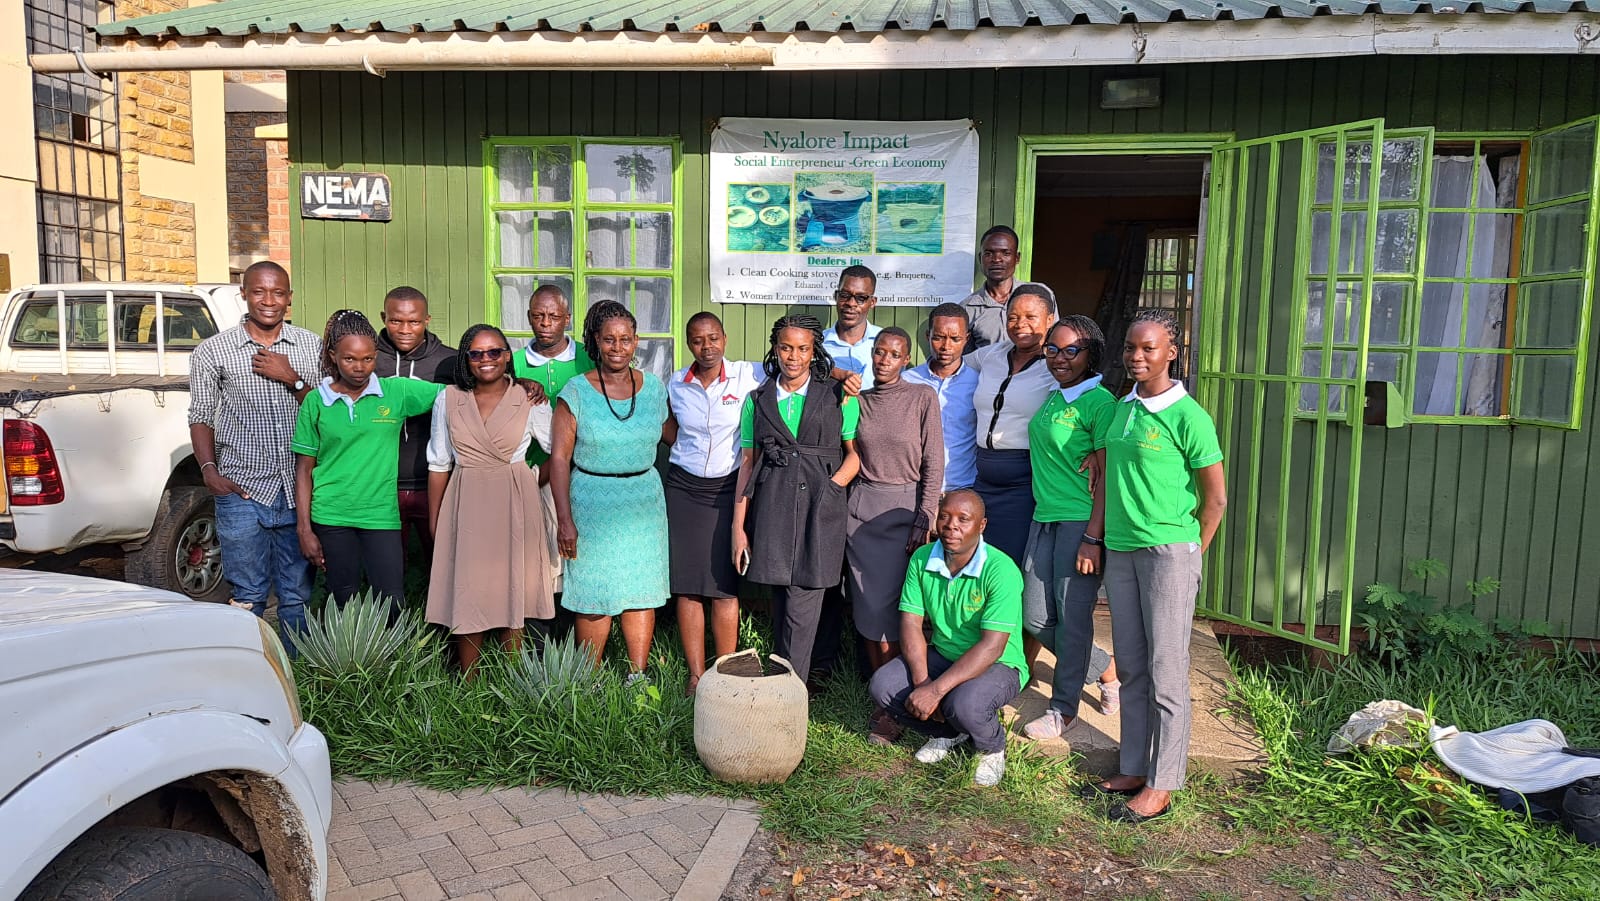 NEMA
Nyalore Impact
Social Entrepreneur -Green Economy
Dealers in:
1. Clean Cooking stoves e.g. Briquettes,
Ethanol,
2. Women Entrepreneurs and mentorship
EQUITY